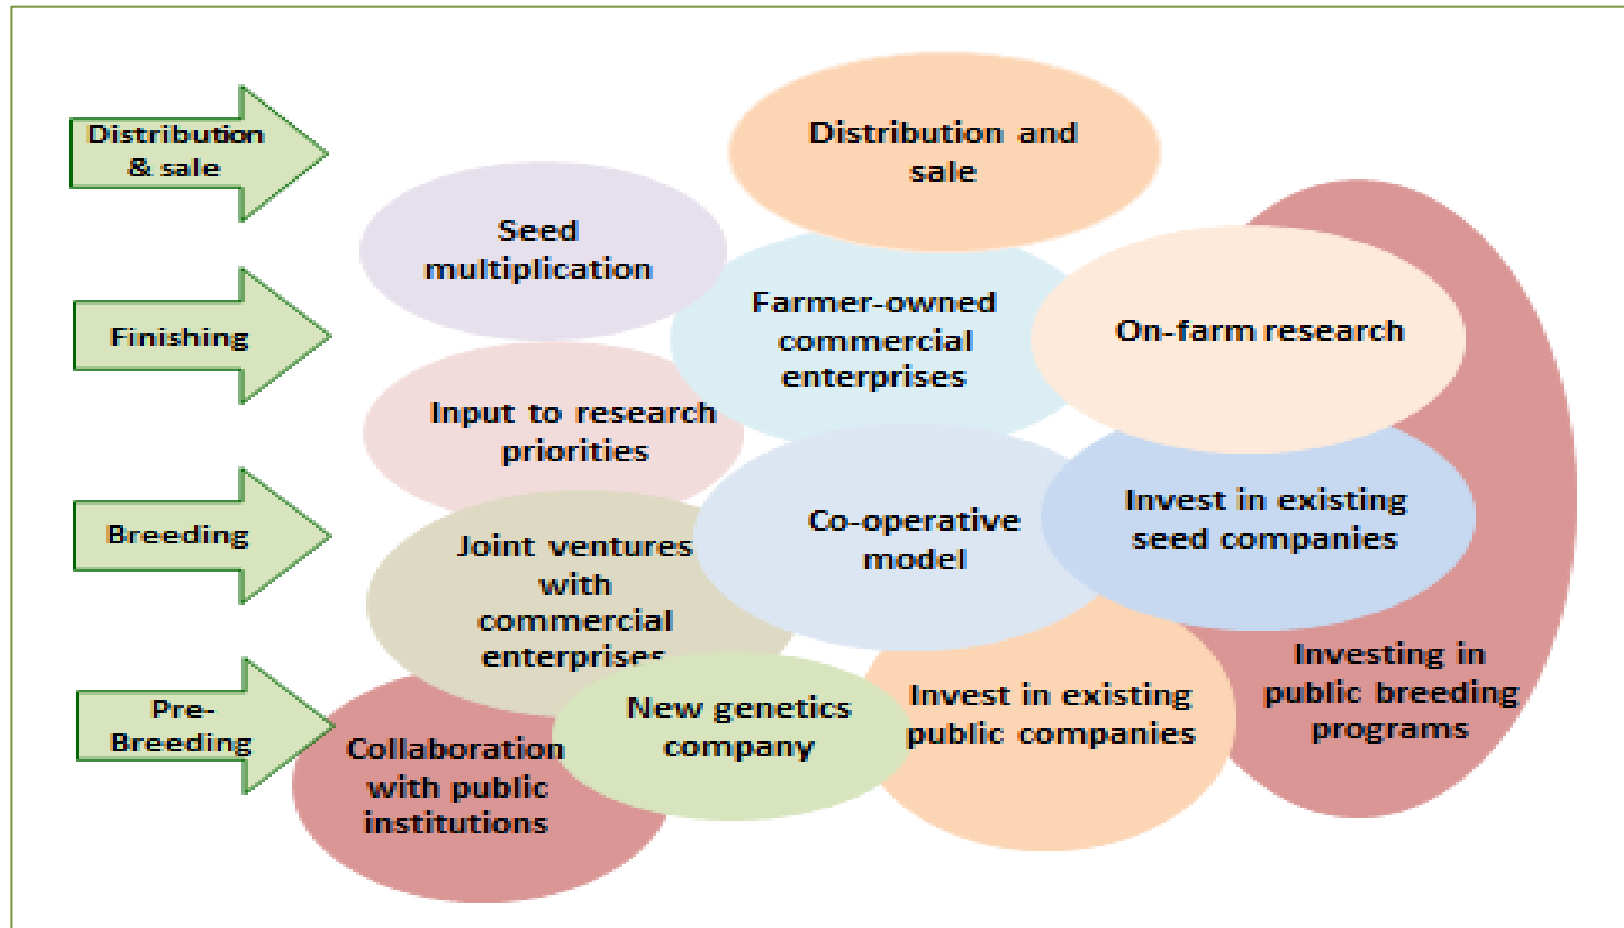 Distribution
& sale
Finishing
Breeding
Pre-
Breeding
Distribution and
sale
Seed
multiplication
Farmer-owned
commercial
enterprises
On-farm research
Input to research
priorities
Co-operative
model
Invest in existing
seed companies
Joint ventures
with
commercial
enterprises
Investing in
public breeding
programs
New genetics
company
Invest in existing
public companies
Collaboration
with public
institutions